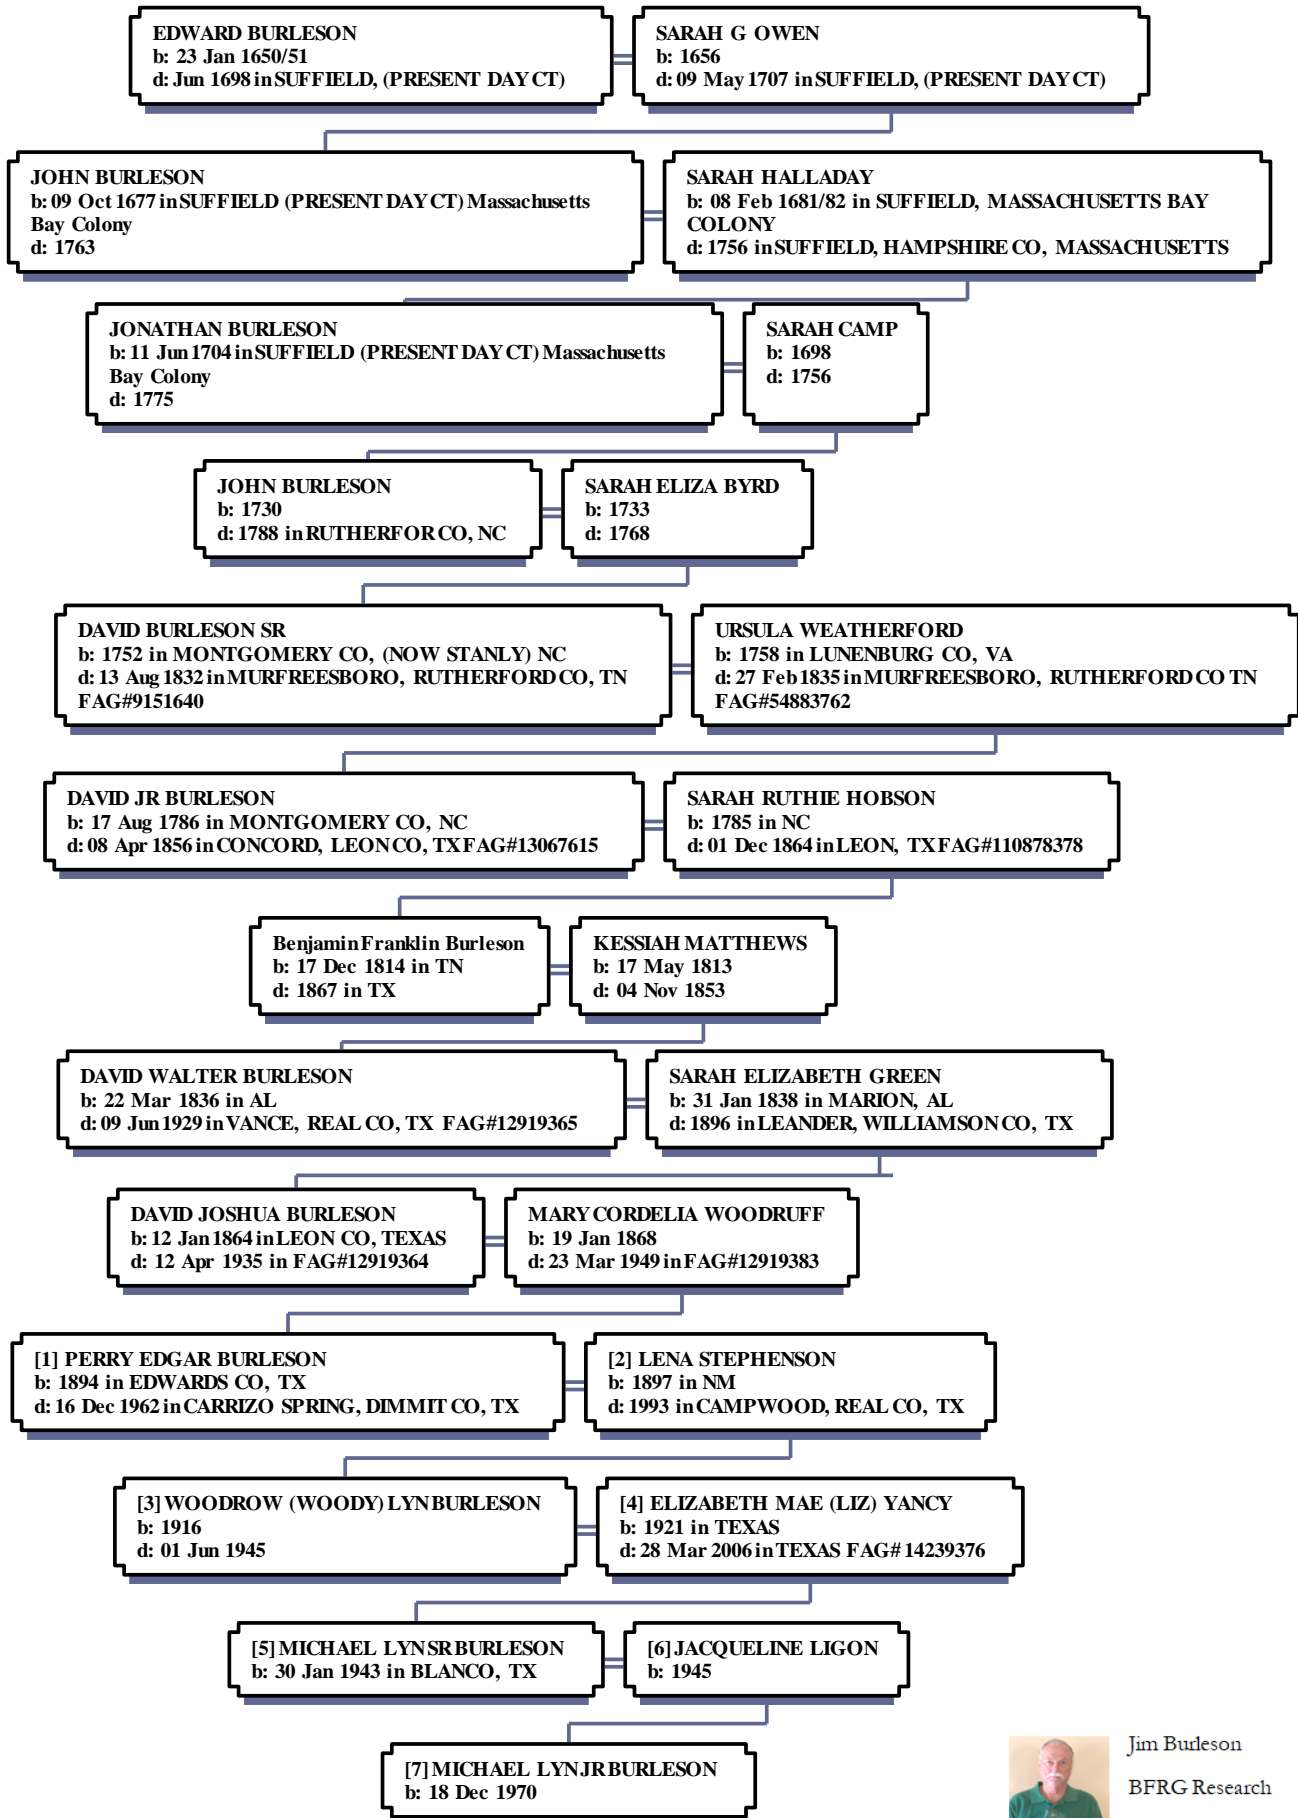 EDWARD BURLESON
b: 23 Jan 1650/51
d: Jun 1698 in SUFFIELD, (PRESENT DAY CT)
SARAH G OWEN
b: 1656
d: 09 May 1707 in SUFFIELD, (PRESENT DAY CT)
JOHN BURLESON
b: 09 Oct 1677 in SUFFIELD (PRESENT DAY CT) Massachusetts
Bay Colony
d: 1763
SARAH HALLADAY
b: 08 Feb 1681/82 in SUFFIELD, MASSACHUSETTS BAY
COLONY
d: 1756 in SUFFIELD, HAMPSHIRE CO, MASSACHUSETTS
JONATHAN BURLESON
b: 11 Jun 1704 in SUFFIELD (PRESENT DAY CT) Massachusetts
Bay Colony
d: 1775
SARAH CAMP
b: 1698
d: 1756
JOHN BURLESON
b: 1730
d: 1788 in RUTHERFOR CO, NC
SARAH ELIZA BYRD
b: 1733
d: 1768
DAVID BURLESON SR
b: 1752 in MONTGOMERY CO, (NOW STANLY) NC
d: 13 Aug 1832 in MURFREESBORO, RUTHERFORD CO, TN
FAG#9151640
URSULA WEATHERFORD
b: 1758 in LUNENBURG CO, VA
d: 27 Feb 1835 in MURFREESBORO, RUTHERFORD CO TN
FAG#54883762
DAVID JR BURLESON
b: 17 Aug 1786 in MONTGOMERY CO, NC
d: 08 Apr 1856 in CONCORD, LEON CO, TX FAG#13067615
SARAH RUTHIE HOBSON
b: 1785 in NC
d: 01 Dec 1864 in LEON, TX FAG#110878378
Benjamin Franklin Burleson
b: 17 Dec 1814 in TN
d: 1867 in TX
KESSIAH MATTHEWS
b: 17 May 1813
d: 04 Nov 1853
DAVID WALTER BURLESON
b: 22 Mar 1836 in AL
d: 09 Jun 1929 in VANCE, REAL CO, TX FAG#12919365
SARAH ELIZABETH GREEN
b: 31 Jan 1838 in MARION, AL
d: 1896 in LEANDER, WILLIAMSON CO, TX
DAVID JOSHUA BURLESON
b: 12 Jan 1864 in LEON CO, TEXAS
d: 12 Apr 1935 in FAG#12919364
MARY CORDELIA WOODRUFF
b: 19 Jan 1868
d: 23 Mar 1949 in FAG#12919383
[1] PERRY EDGAR BURLESON
b: 1894 in EDWARDS CO, TX
d: 16 Dec 1962 in CARRIZO SPRING, DIMMIT CO, TX
[2] LENA STEPHENSON
b: 1897 in NM
d: 1993 in CAMPWOOD, REAL CO, TX
[3] WOODROW (WOODY) LYN BURLESON
b: 1916
d: 01 Jun 1945
[4] ELIZABETH MAE (LIZ) YANCY
b: 1921 in TEXAS
d: 28 Mar 2006 in TEXAS FAG# 14239376
[5] MICHAEL LYN SR BURLESON
b: 30 Jan 1943 in BLANCO, TX
[6] JACQUELINE LIGON
b: 1945
[7] MICHAEL LYN JR BURLESON
b: 18 Dec 1970
Jim Burleson
BFRG Research